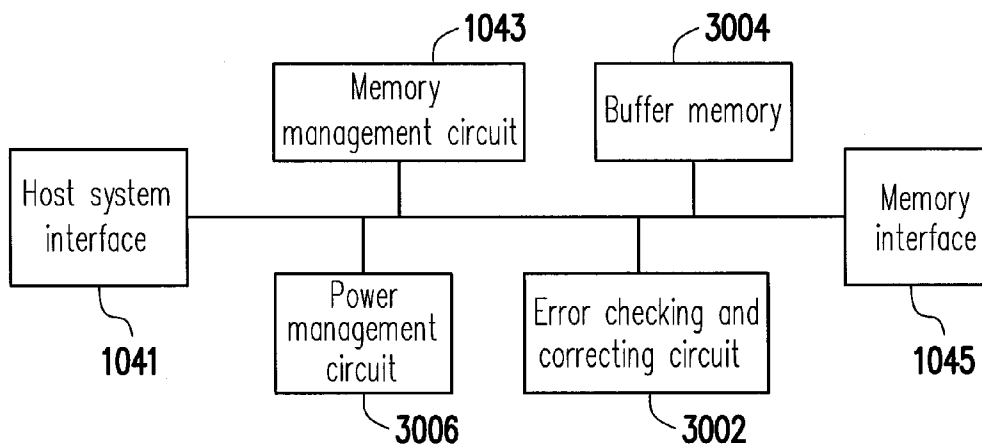 1043
3004
Memory
management circuit
Buffer memory
Host system
interface
Memory
interface
Power
management
circuit
Error checking and
correcting circuit
1041
1045
3006
3002